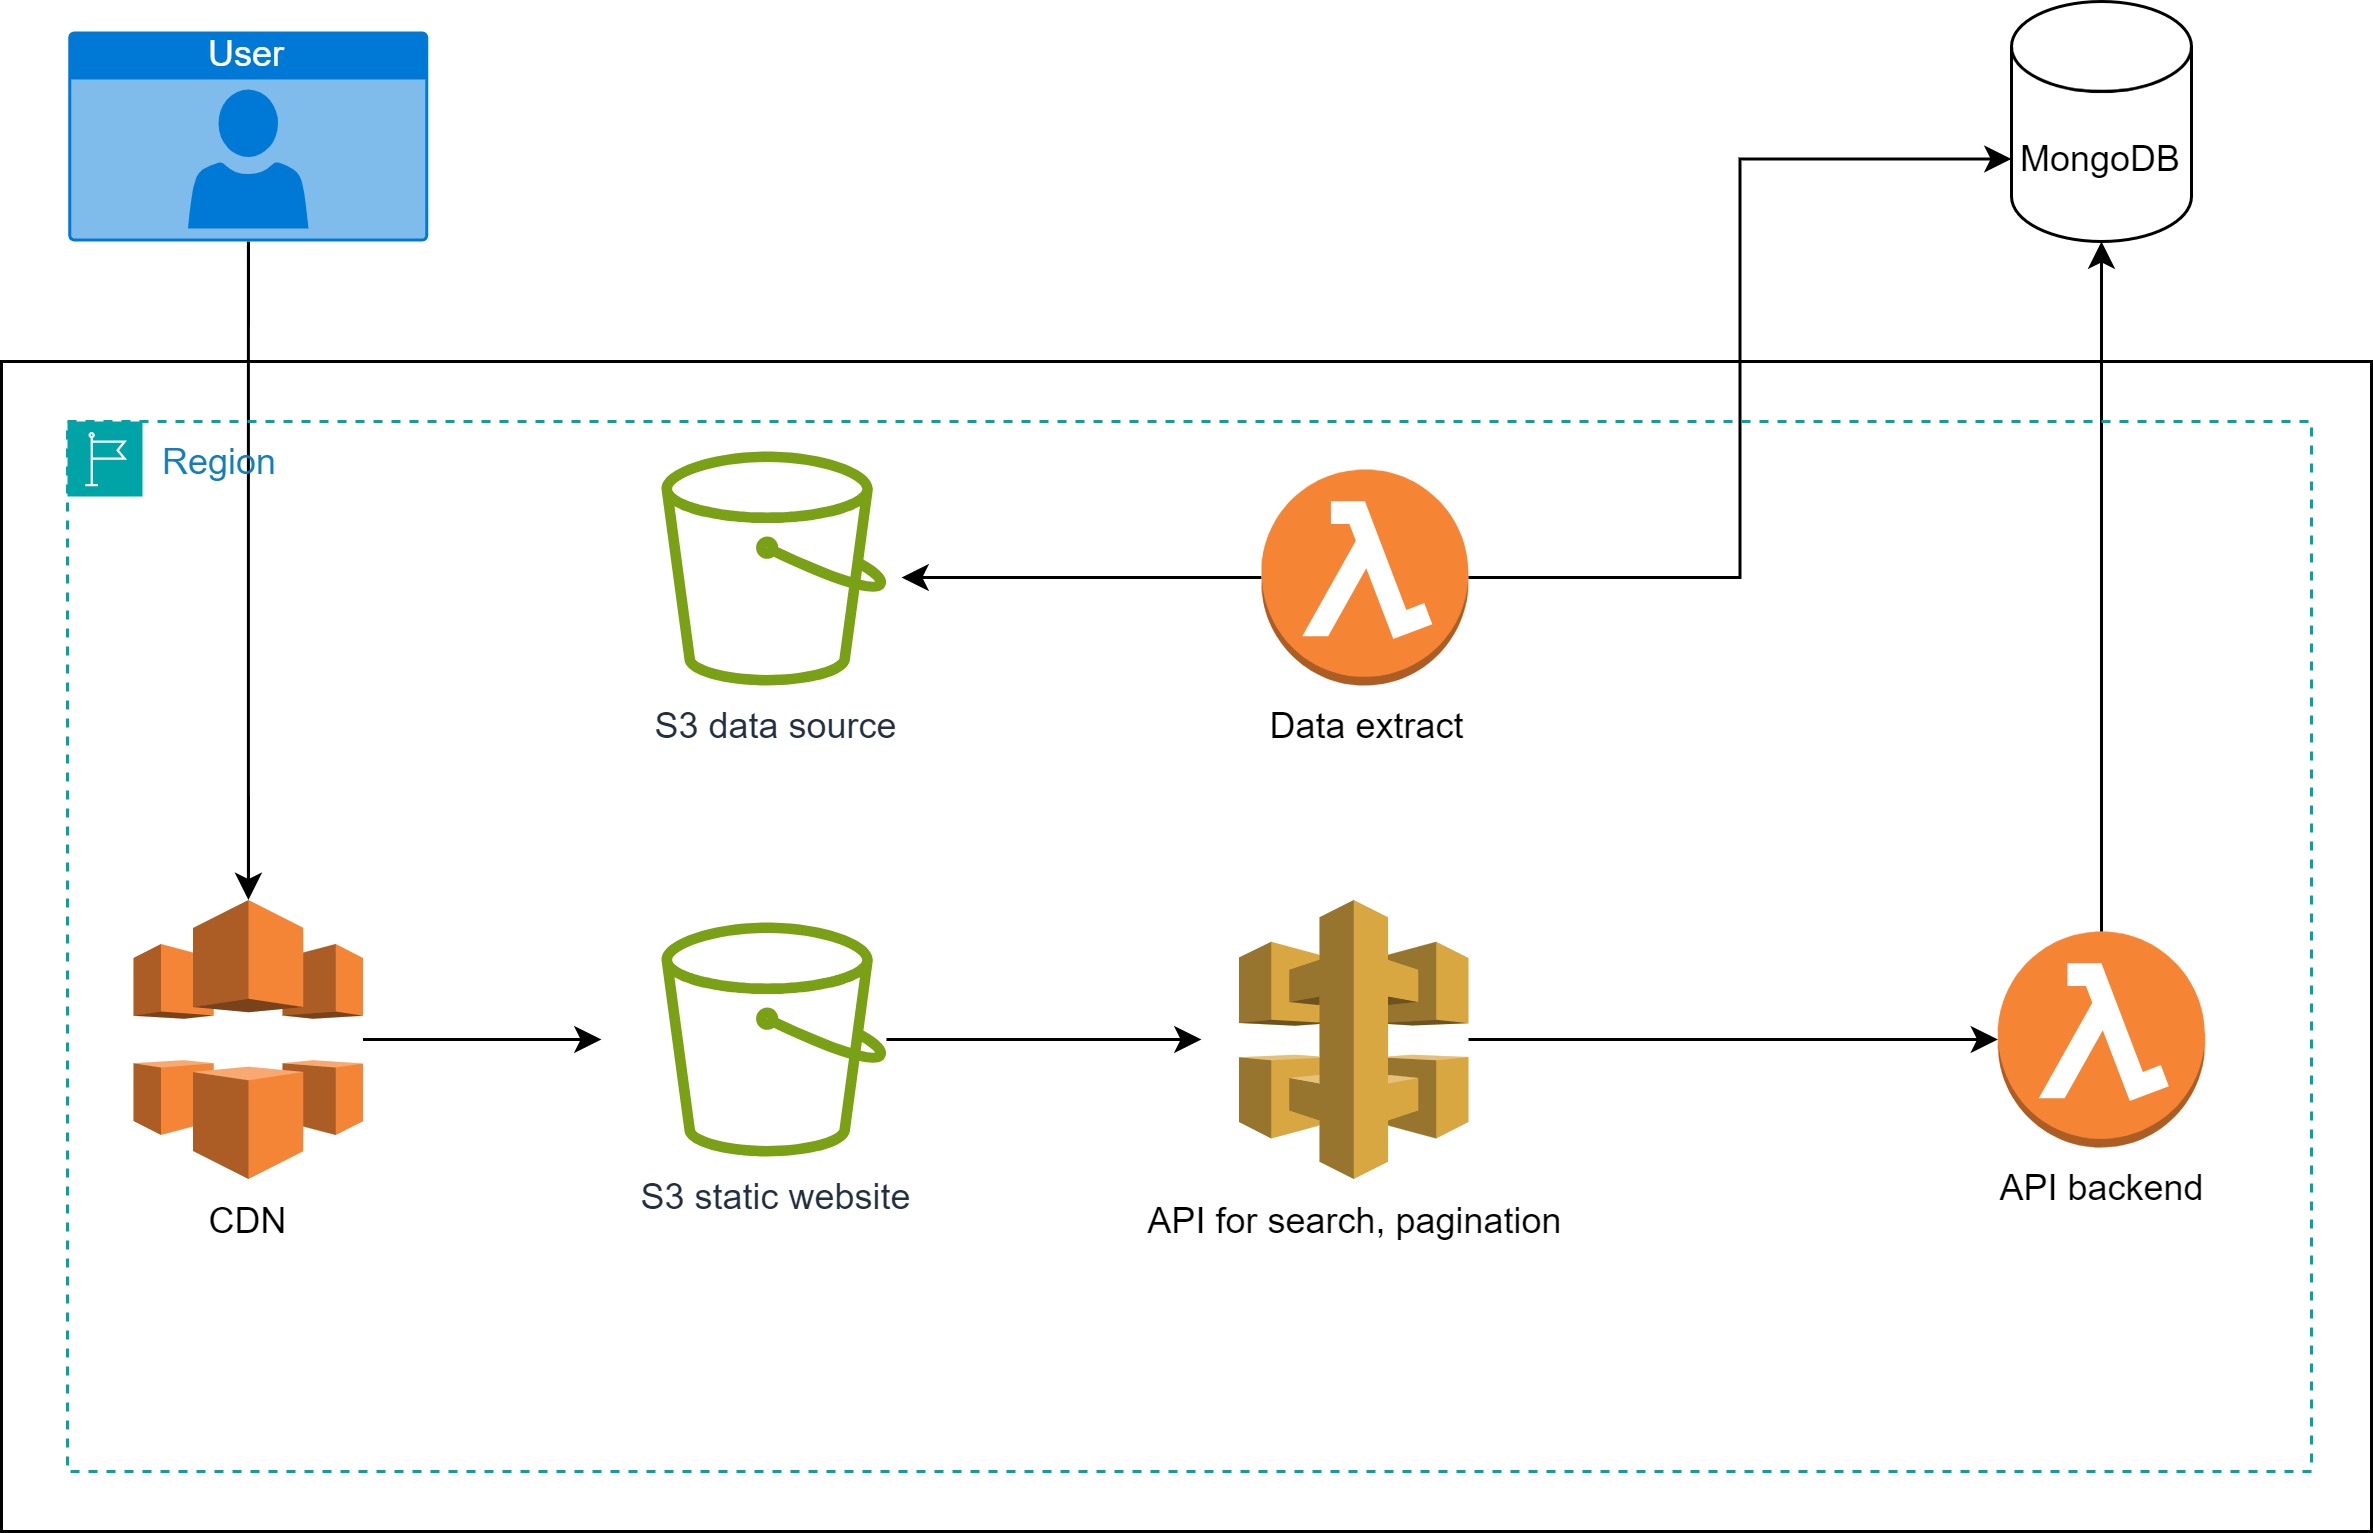 User
MongoDB
Region
S3 data source
Data extract
S3 static website
CDN
API for search, pagination
API backend